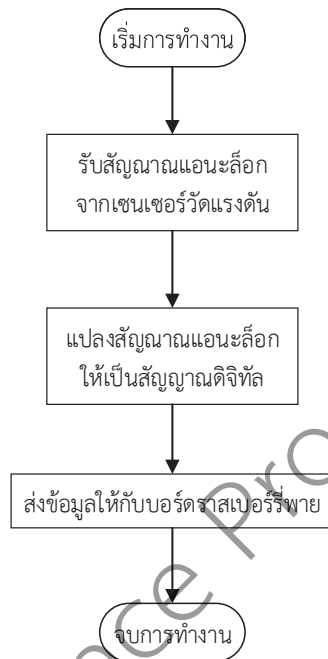 เริ่มการทำงาน
รับสัญณาณแอนะล็อก
จากเซนเซอร์วัดแรงดัน
แปลงสัญณาณแอนะล็อก
ให้เป็นสัญญาณดิจิทัล
ส่งข้อมูลให้กับบอร์ดราสเบอร์รี่พาย
จบการทำงาน
nce Pro